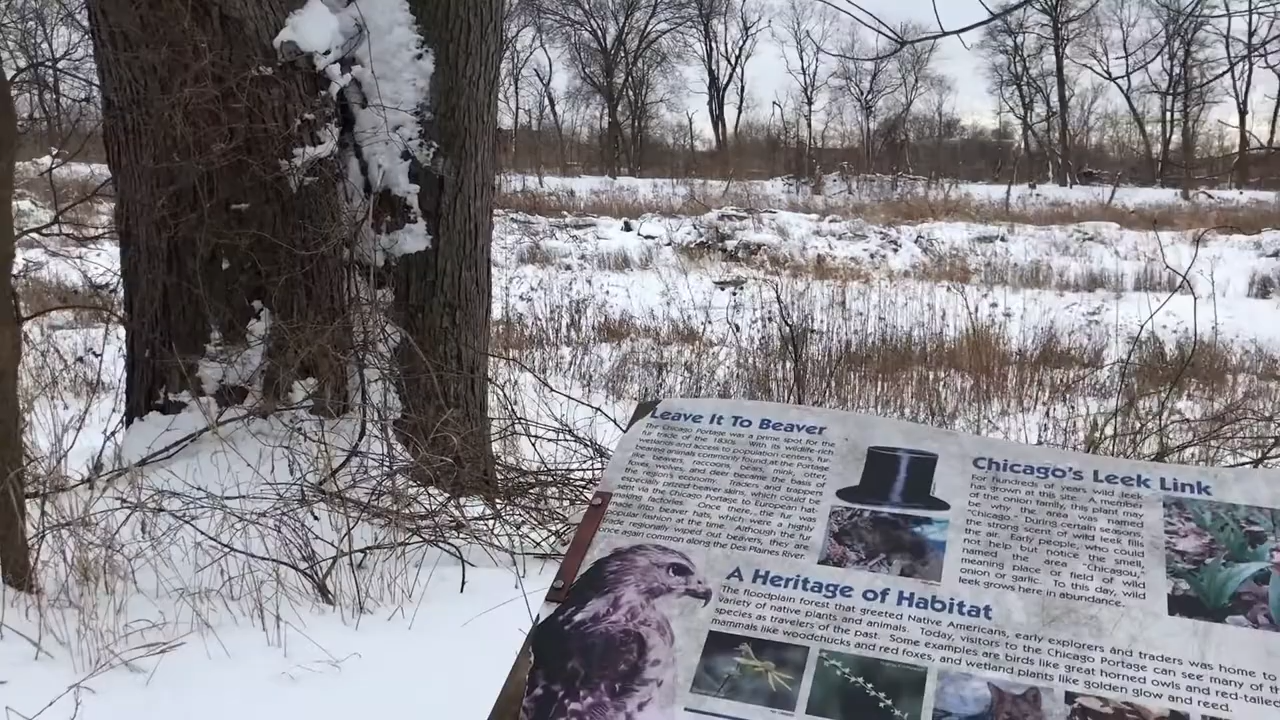 Leave It To Beaver
The Chicago Portage was a prime spot for the
fur trade of the 1830s. With its wildlife-rich
wetlands and access to population centers, fur-
bearing animals commonly found at the Portage
like beaver, raccoons, bears, mink, otter,
foxes, wolves, and deer became the basis of
the region's economy. Traders and trappers
especially prized beaver skins, which could be
sent via the Chicago Portage to European hat-
making factories. Once there, the fur was
made into beaver hats, which were a highly
popular fashion at the time. Although the fur
trade regionally wiped out beavers, they are
once again common along the Des Plaines River.
Chicago's Leek Link
For hundreds of years wild leek
has grown at this site. A member
of the onion family, this plant may
be why the area was named
"Chicago." During certain seasons,
the strong scent of wild leek fills
the air. Early people, who could
not help but notice the smell,
named the area "Chicagou,"
meaning place or field of wild
onion or garlic. To this day, wild
leek grows here in abundance.
A Heritage of Habitat
The floodplain forest that greeted Native Americans, early explorers and traders was home to
variety of native plants and animals. Today, visitors to the Chicago Portage can see many of th
species as travelers of the past. Some examples are birds like great horned owls and red-tailed
mammals like woodchucks and red foxes, and wetland plants like golden glow and reed.